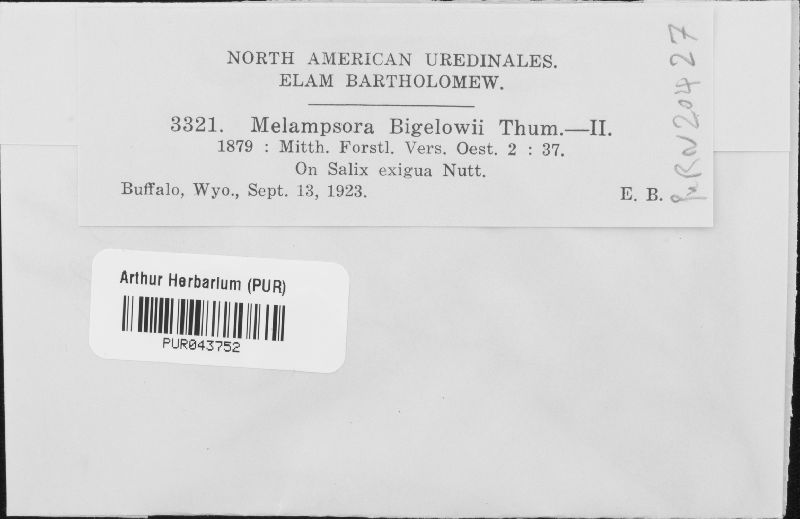 NORTH AMERICAN UREDINALES.
ELAM BARTHOLOMEW.
3321. Melampsora Bigelowii Thum.—II.
1879 : Mitth. Forstl. Vers. Oest. 2 : 37.
On Salix exigua Nutt.
Buffalo, Wyo., Sept. 13, 1923.
E. B.
PURN20427
Arthur Herbarium (PUR)
PUR043752